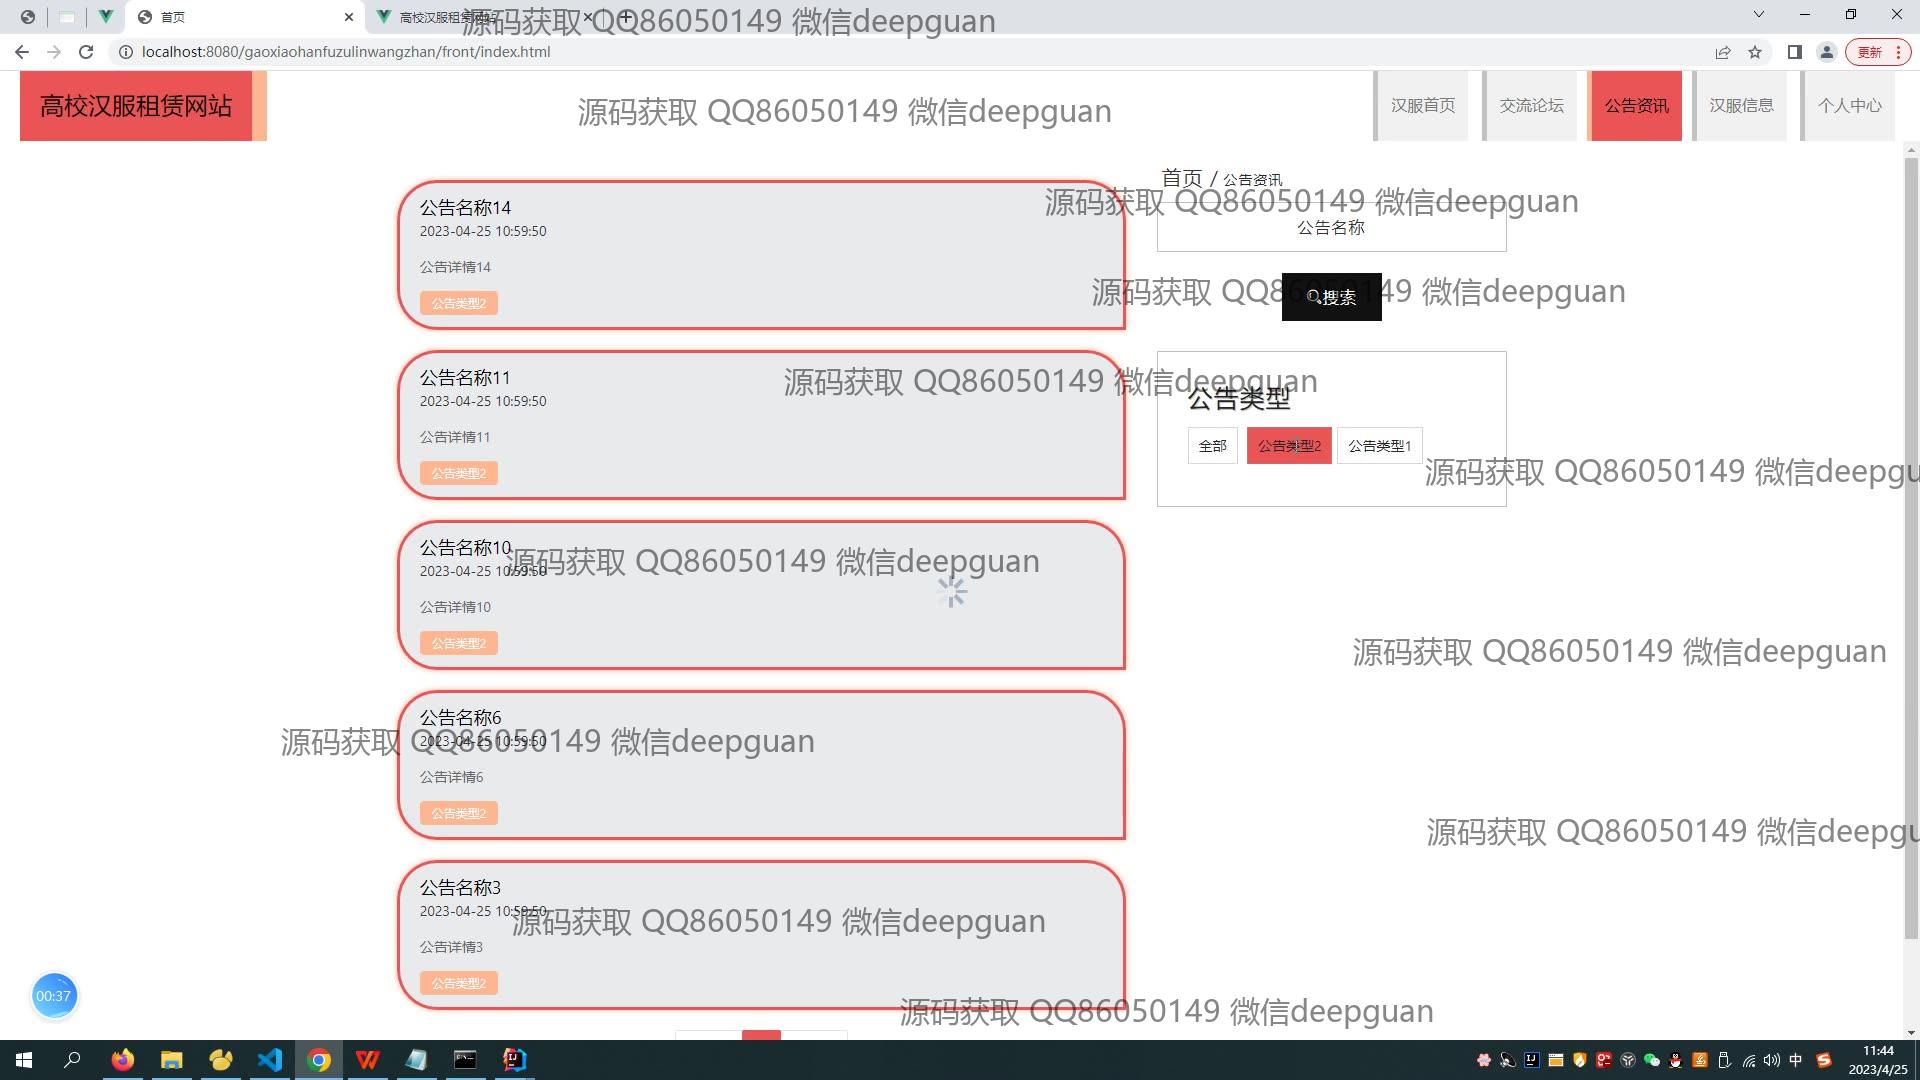 首页
高校汉服租赁网站
源码获取 QQ86050149 微信deepguan
localhost:8080/gaoxiaohanfuzulinwangzhan/front/index.html
更新
高校汉服租赁网站
源码获取 QQ86050149 微信deepguan
汉服首页
交流论坛
公告资讯
汉服信息
个人中心
首页 / 公告资讯
源码获取 QQ86050149 微信deepguan
公告名称
源码获取 QQ86050149 微信deepguan
搜索
公告名称14
2023-04-25 10:59:50
公告详情14
公告类型2
公告名称11
2023-04-25 10:59:50
公告详情11
公告类型2
源码获取 QQ86050149 微信deepguan
公告类型
全部
公告类型2
公告类型1
源码获取 QQ86050149 微信deepgu
公告名称10
2023-04-25 10:59:50
源码获取 QQ86050149 微信deepguan
公告详情10
公告类型2
源码获取 QQ86050149 微信deepguan
公告名称6
2023-04-25 10:59:50
源码获取 QQ86050149 微信deepguan
公告详情6
公告类型2
源码获取 QQ86050149 微信deepgu
公告名称3
2023-04-25 10:59:50
源码获取 QQ86050149 微信deepguan
公告详情3
公告类型2
00:37
源码获取 QQ86050149 微信deepguan
中
11:44
2023/4/25